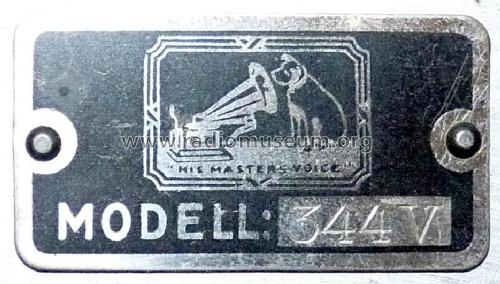 www.radiomuseum.org
"HIS MASTERS VOICE"
MODELL: 344 V